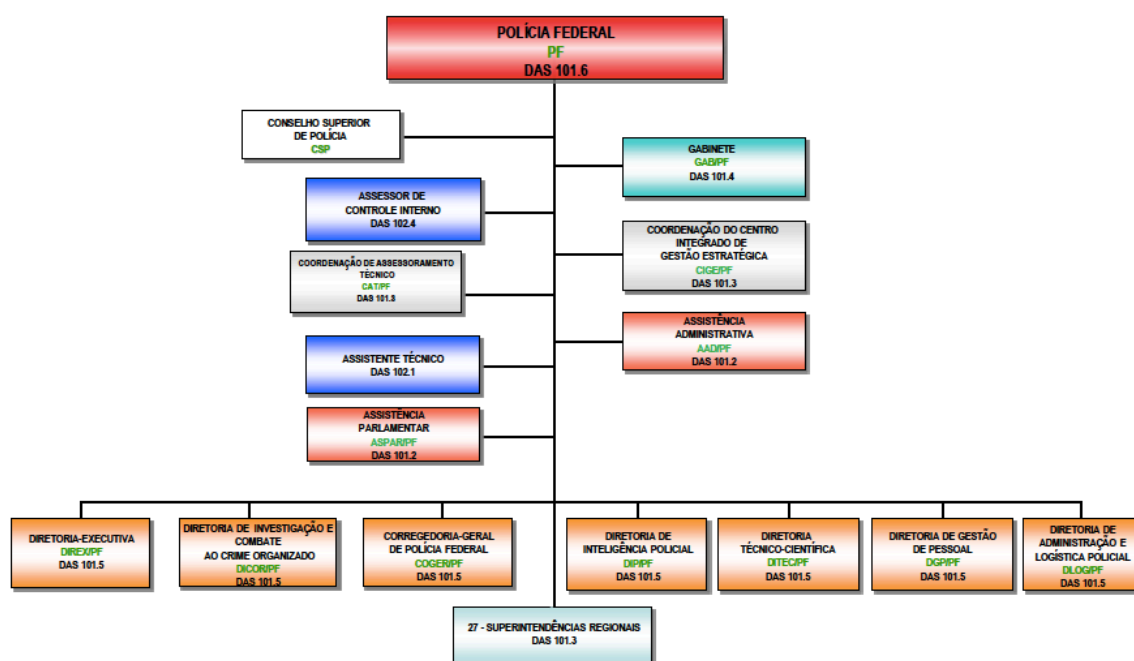 POLÍCIA FEDERAL
PF
DAS 101.6
CONSELHO SUPERIOR
DE POLÍCIA
CSP
GABINETE
GAB/PF
DAS 101.4
ASSESSOR DE
CONTROLE INTERNO
DAS 102.4
COORDENAÇÃO DO CENTRO
INTEGRADO DE
GESTÃO ESTRATÉGICA
CIGE/PF
DAS 101.3
COORDENAÇÃO DE ASSESSORAMENTO
TÉCNICO
CAT/PF
DAS 101.3
ASSISTÊNCIA
ADMINISTRATIVA
AAD/PF
DAS 101.2
ASSISTENTE TÉCNICO
DAS 102.1
ASSISTÊNCIA
PARLAMENTAR
ASPAR/PF
DAS 101.2
DIRETORIA-EXECUTIVA
DIREX/PF
DAS 101.5
DIRETORIA DE INVESTIGAÇÃO E
COMBATE
AO CRIME ORGANIZADO
DICOR/PF
DAS 101.5
CORREGEDORIA-GERAL
DE POLÍCIA FEDERAL
COGER/PF
DAS 101.5
DIRETORIA DE
INTELIGÊNCIA POLICIAL
DIP/PF
DAS 101.5
DIRETORIA
TÉCNICO-CIENTÍFICA
DITEC/PF
DAS 101.5
DIRETORIA DE GESTÃO
DE PESSOAL
DGP/PF
DAS 101.5
DIRETORIA DE
ADMINISTRAÇÃO E
LOGÍSTICA POLICIAL
DLOG/PF
DAS 101.5
27 - SUPERINTENDÊNCIAS REGIONAIS
DAS 101.3